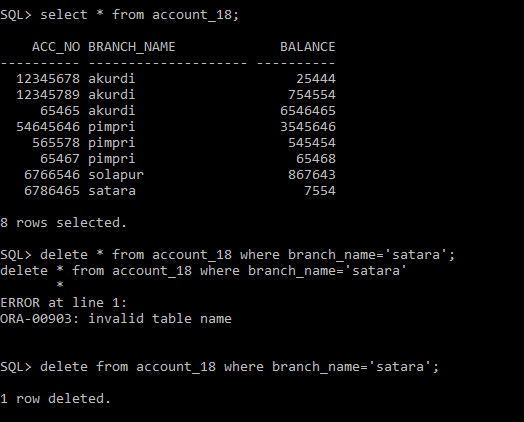 SQL> select * from account_18;
    ACC_NO BRANCH_NAME             BALANCE
---------- -------------------- ----------
  12345678 akurdi                    25444
  12345789 akurdi                   754554
     65465 akurdi                  6546465
  54645646 pimpri                  3545646
    565578 pimpri                   545454
     65467 pimpri                    65468
   6766546 solapur                  867643
   6786465 satara                     7554
8 rows selected.
SQL> delete * from account_18 where branch_name='satara';
delete * from account_18 where branch_name='satara'
       *
ERROR at line 1:
ORA-00903: invalid table name
SQL> delete from account_18 where branch_name='satara';
1 row deleted.